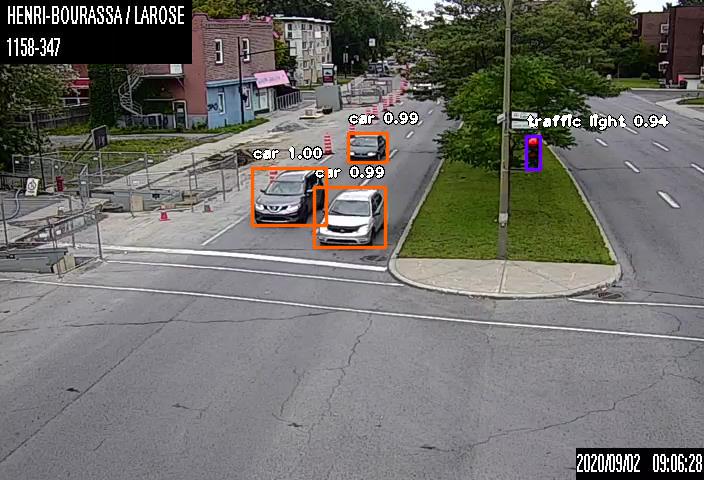 HENRI-BOURASSA / LAROSE
1158-347
car 0.99
traffic light 0.94
car 1.00
car 0.99
2020/09/02 09:06:28